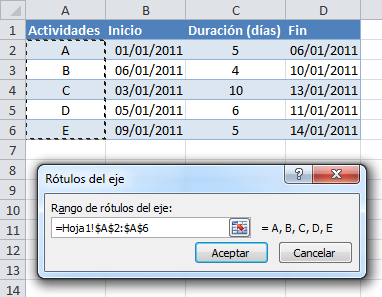 A B C D
1 Actividades Inicio Duración (días) Fin
2 A 01/01/2011 5 06/01/2011
3 B 06/01/2011 4 10/01/2011
4 C 03/01/2011 10 13/01/2011
5 D 05/01/2011 6 11/01/2011
6 E 09/01/2011 5 14/01/2011
7
8
9
Rótulos del eje ?
10
Rango de rótulos del eje:
11
=Hoja1!$A$2:$A$6 = A, B, C, D, E
12
Aceptar Cancelar
13
14